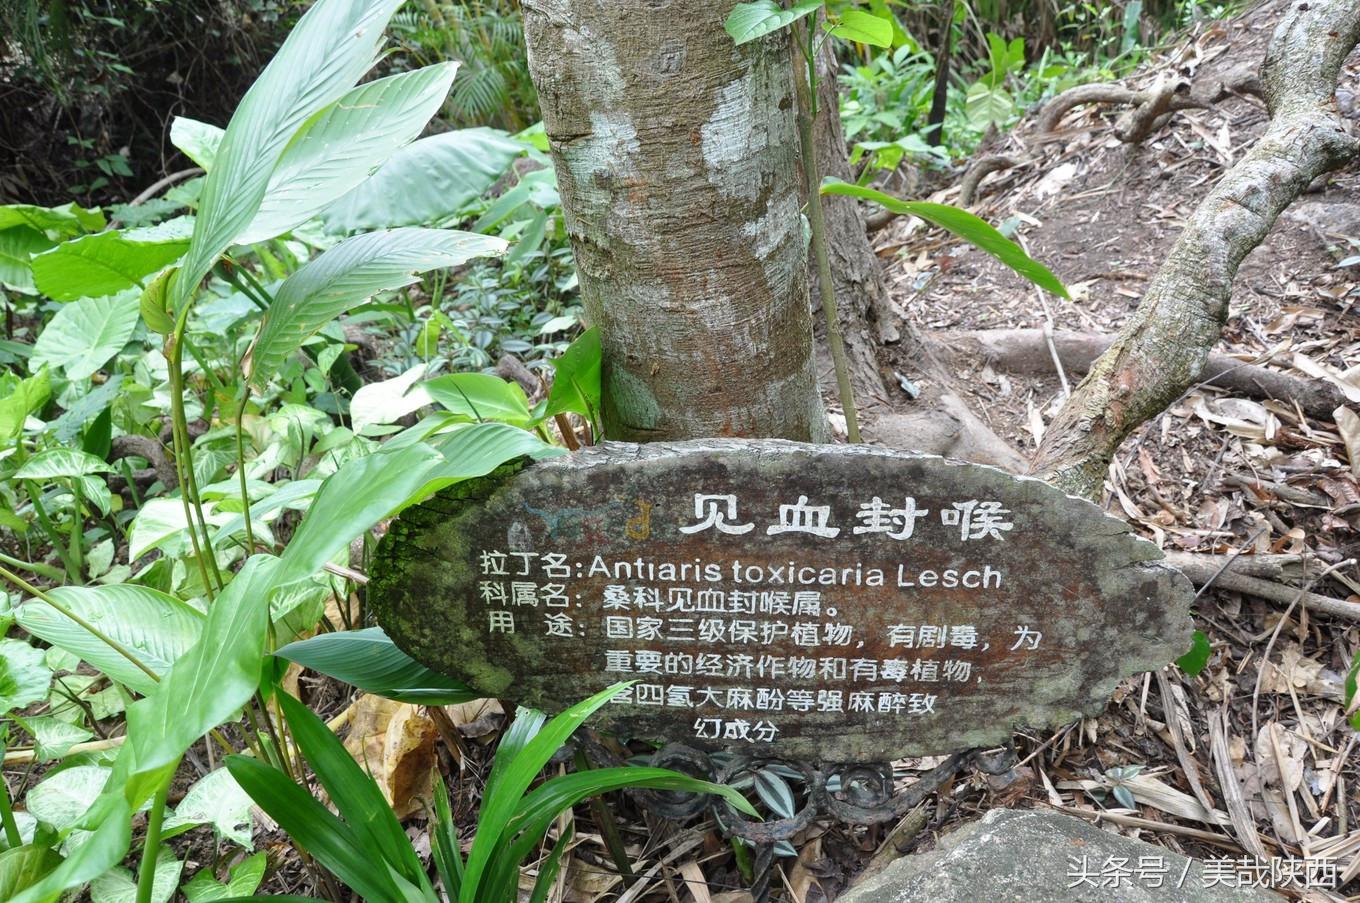 见血封喉
拉丁名:Antiaris toxicaria Lesch
科属名: 桑科见血封喉属。
用 途: 国家三级保护植物，有剧毒，为
重要的经济作物和有毒植物，
含四氢大麻酚等强麻醉致
幻成分
头条号 / 美哉陕西